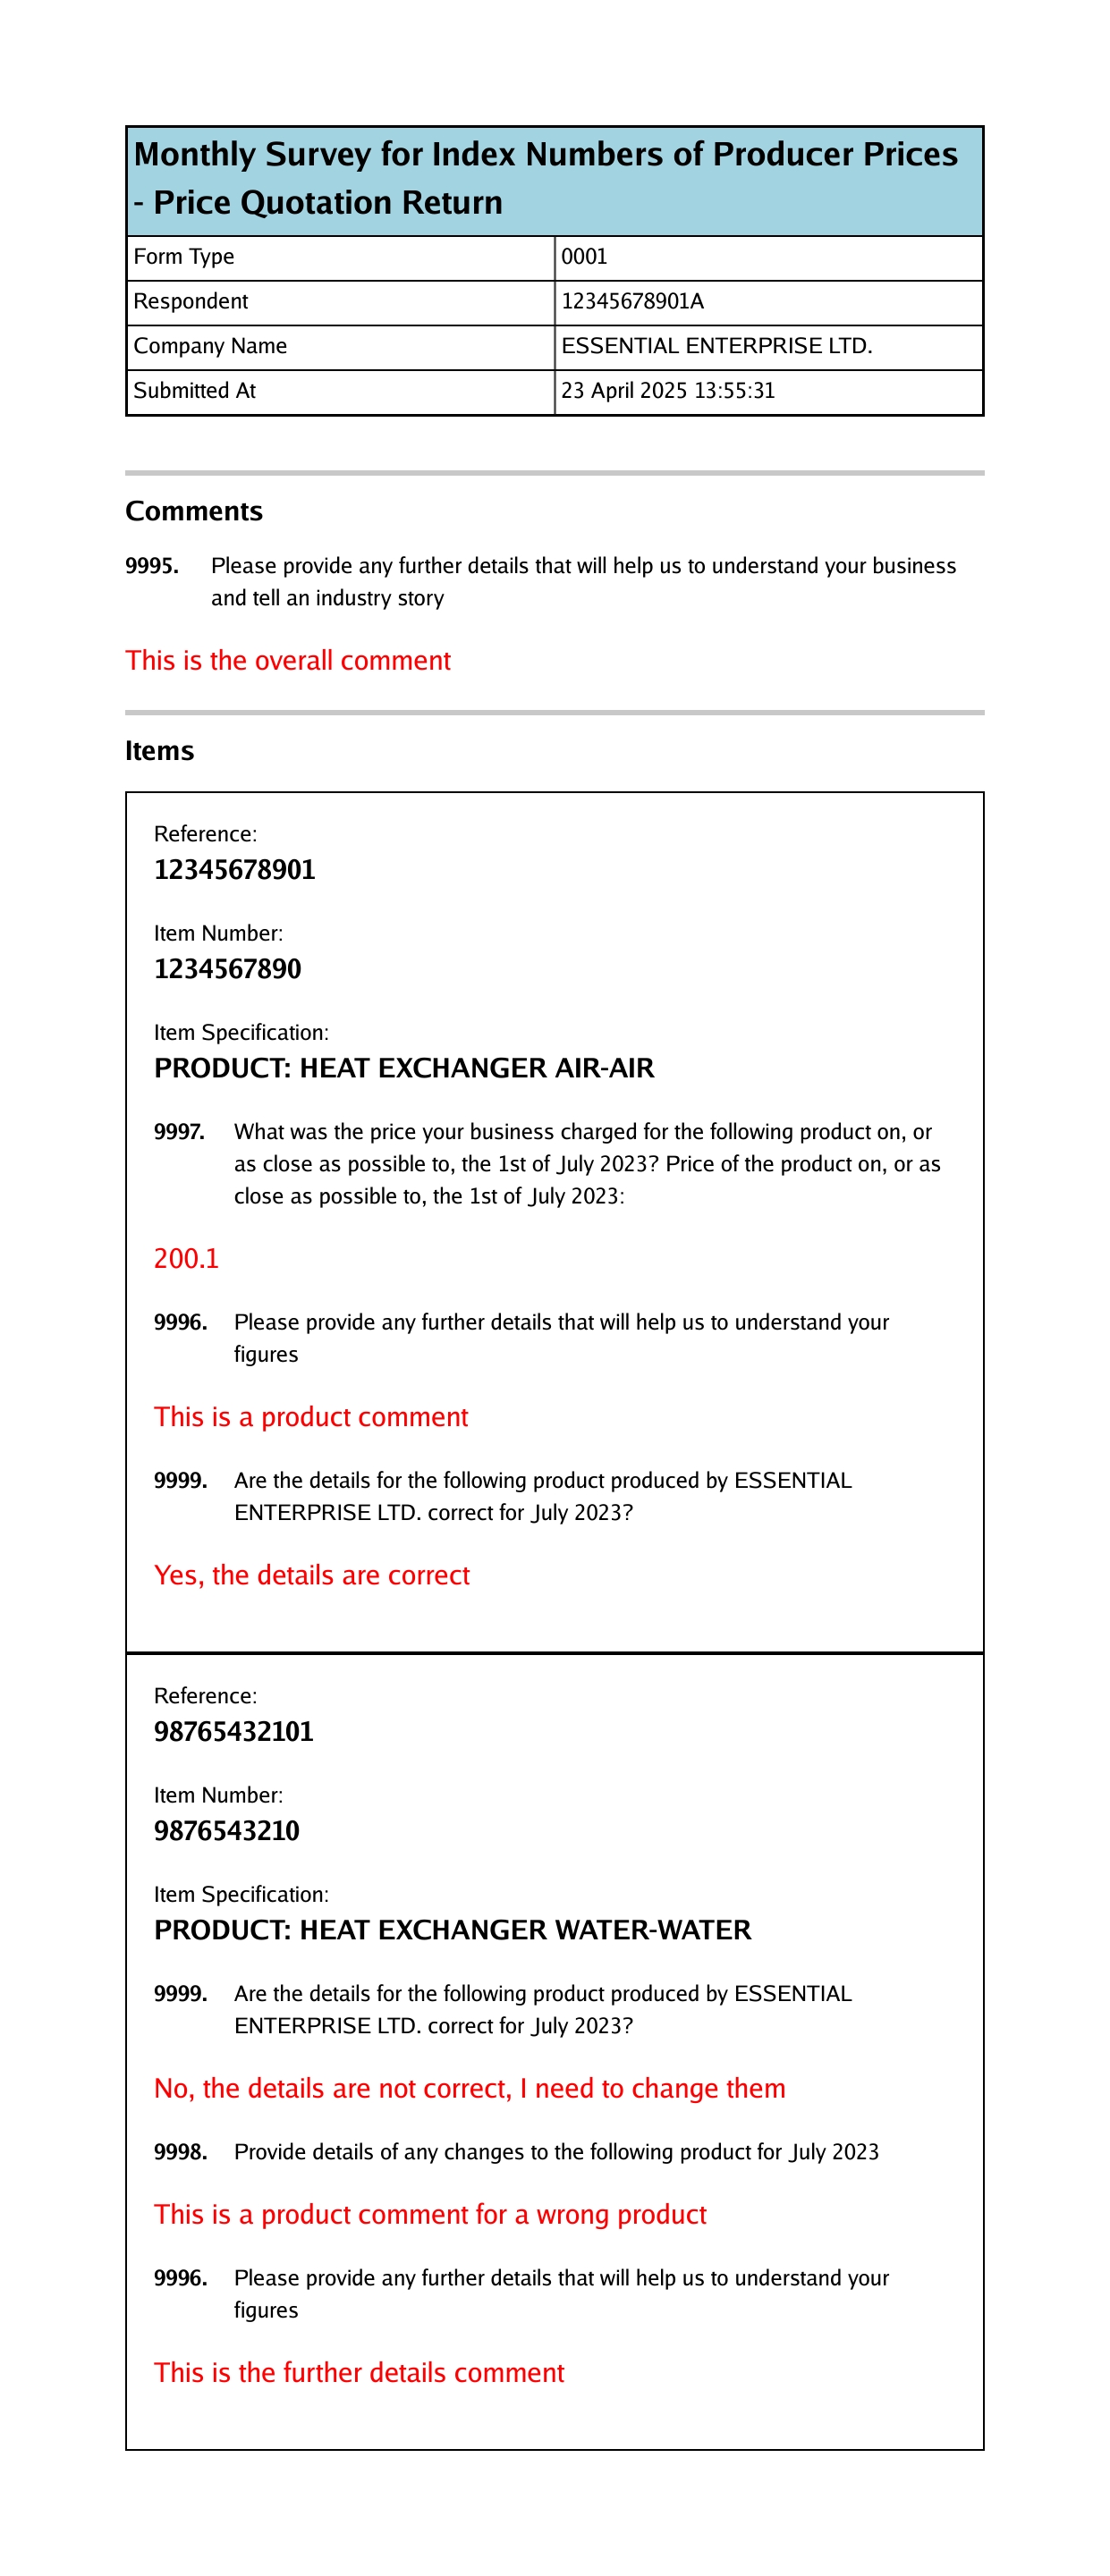 Monthly Survey for Index Numbers of Producer Prices
- Price Quotation Return
Form Type 0001
Respondent 12345678901A
Company Name ESSENTIAL ENTERPRISE LTD.
Submitted At 23 April 2025 13:55:31
Comments
9995. Please provide any further details that will help us to understand your business
and tell an industry story
This is the overall comment
Items
Reference:
12345678901
Item Number:
1234567890
Item Specification:
PRODUCT: HEAT EXCHANGER AIR-AIR
9997. What was the price your business charged for the following product on, or
as close as possible to, the 1st of July 2023? Price of the product on, or as
close as possible to, the 1st of July 2023:
200.1
9996. Please provide any further details that will help us to understand your
figures
This is a product comment
9999. Are the details for the following product produced by ESSENTIAL
ENTERPRISE LTD. correct for July 2023?
Yes, the details are correct
Reference:
98765432101
Item Number:
9876543210
Item Specification:
PRODUCT: HEAT EXCHANGER WATER-WATER
9999. Are the details for the following product produced by ESSENTIAL
ENTERPRISE LTD. correct for July 2023?
No, the details are not correct, I need to change them
9998. Provide details of any changes to the following product for July 2023
This is a product comment for a wrong product
9996. Please provide any further details that will help us to understand your
figures
This is the further details comment